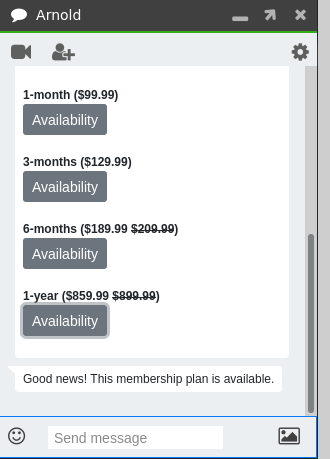 Arnold
1-month ($99.99)
Availability
3-months ($129.99)
Availability
6-months ($189.99 $209.99)
Availability
1-year ($859.99 $899.99)
Availability
Good news! This membership plan is available.
Send message